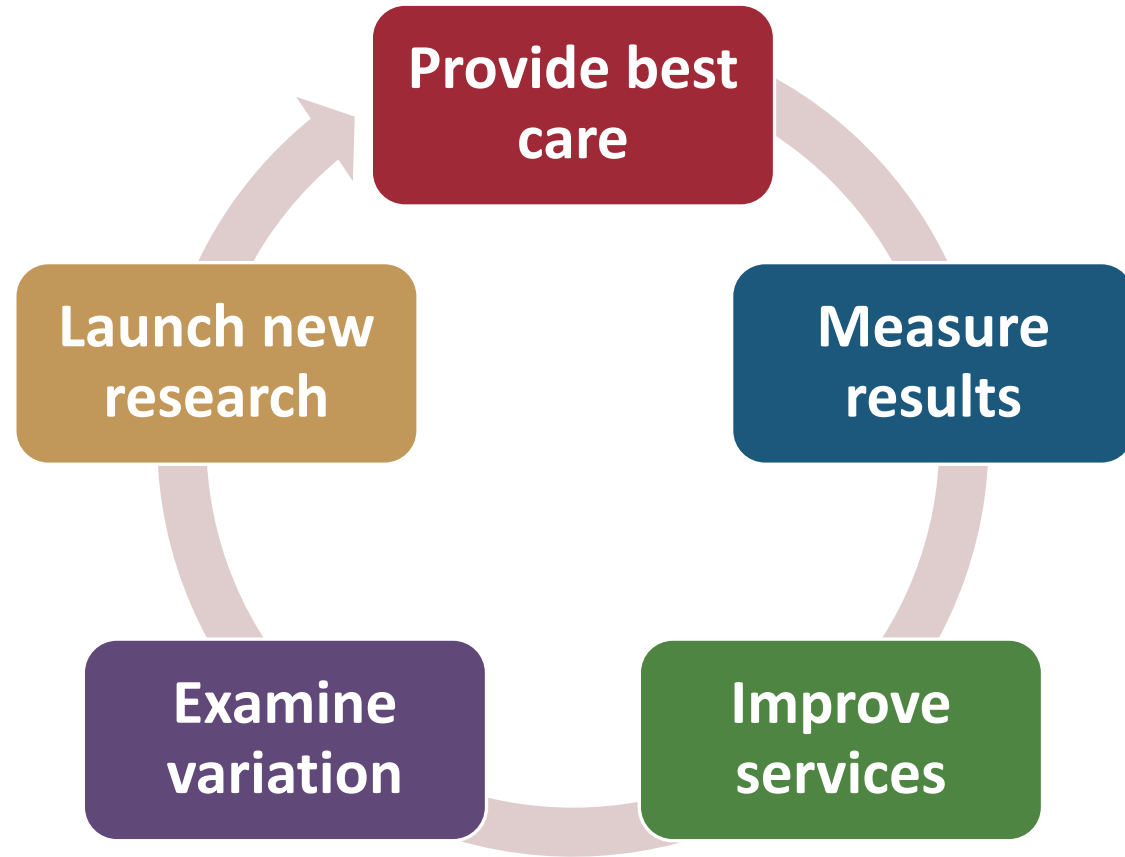 Provide best
care
Measure
results
Improve
services
Examine
variation
Launch new
research